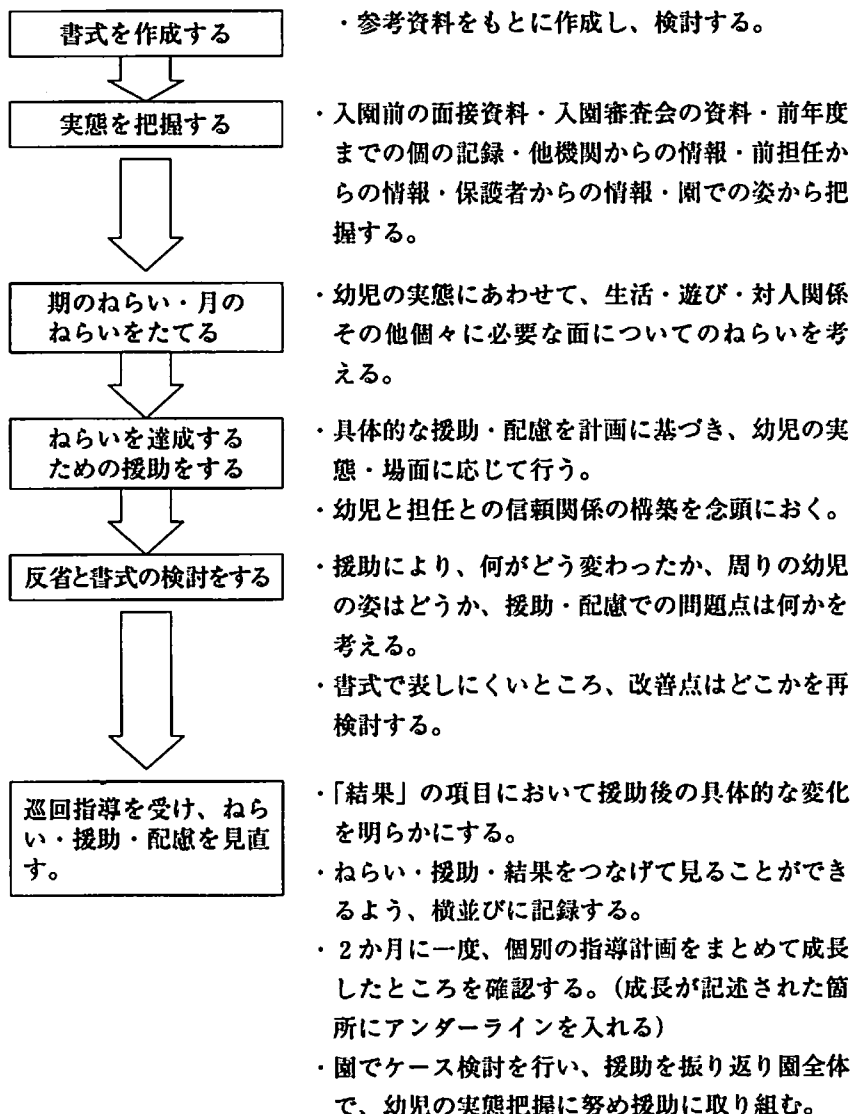 書式を作成する
・参考資料をもとに作成し、検討する。
実態を把握する
・入園前の面接資料・入園審査会の資料・前年度
までの個の記録・他機関からの情報・前担任か
らの情報・保護者からの情報・園での姿から把
握する。
期のねらい・月の
ねらいをたてる
・幼児の実態にあわせて、生活・遊び・対人関係
その他個々に必要な面についてのねらいを考
える。
ねらいを達成する
ための援助をする
・具体的な援助・配慮を計画に基づき、幼児の実
態・場面に応じて行う。
・幼児と担任との信頼関係の構築を念頭におく。
反省と書式の検討をする
・援助により、何がどう変わったか、周りの幼児
の姿はどうか、援助・配慮での問題点は何かを
考える。
・書式で表しにくいところ、改善点はどこかを再
検討する。
巡回指導を受け、ねら
い・援助・配慮を見直
す。
・「結果」の項目において援助後の具体的な変化
を明らかにする。
・ねらい・援助・結果をつなげて見ることができ
るよう、横並びに記録する。
・２か月に一度、個別の指導計画をまとめて成長
したところを確認する。（成長が記述された箇
所にアンダーラインを入れる）
・園でケース検討を行い、援助を振り返り園全体
で、幼児の実態把握に努め援助に取り組む。